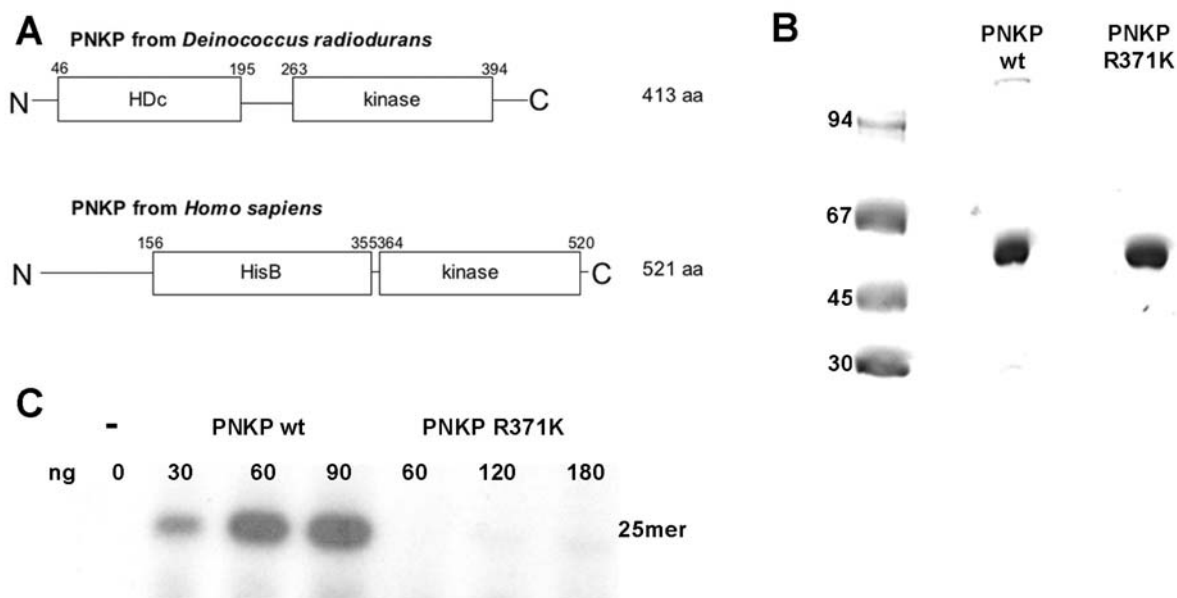 A
PNKP from Deinococcus radiodurans
46 195 263 394
N HDc kinase C 413 aa
PNKP from Homo sapiens
156 355 364 520
N HisB kinase C 521 aa
B
PNKP PNKP
wt R371K
94
67
45
30
C
- PNKP wt PNKP R371K
ng 0 30 60 90 60 120 180
25mer